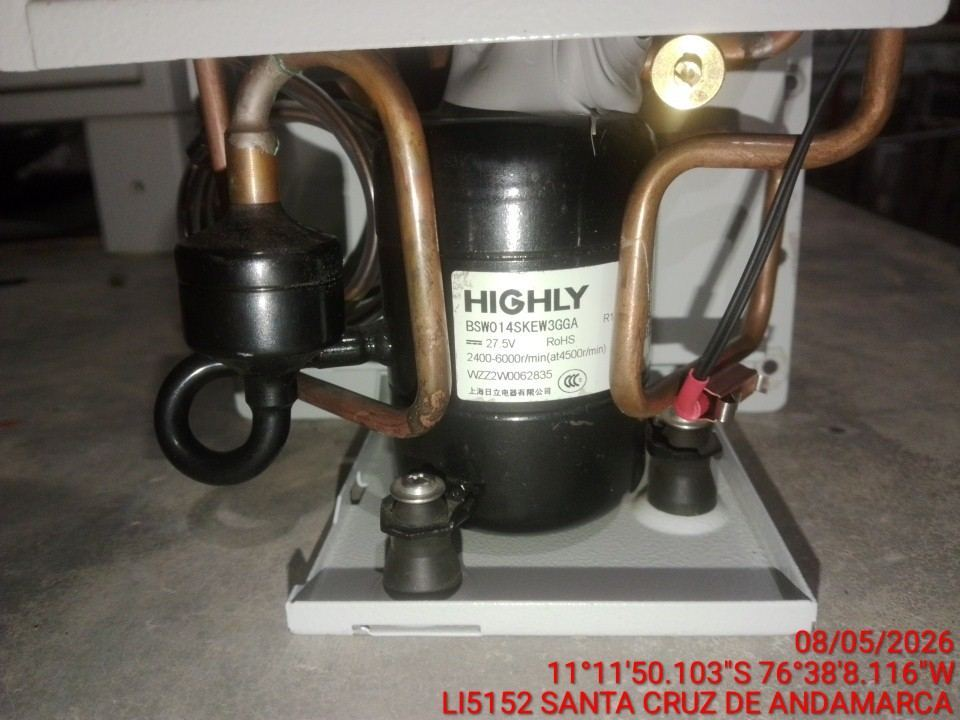 HIGHLY
BSW014SKEW3GGA
27.5V RoHS
2400-6000r/min(at4500r/min)
WZZ2W0062835
上海日立电器有限公司
08/05/2026
11°11'50.103"S 76°38'8.116"W
LI5152 SANTA CRUZ DE ANDAMARCA